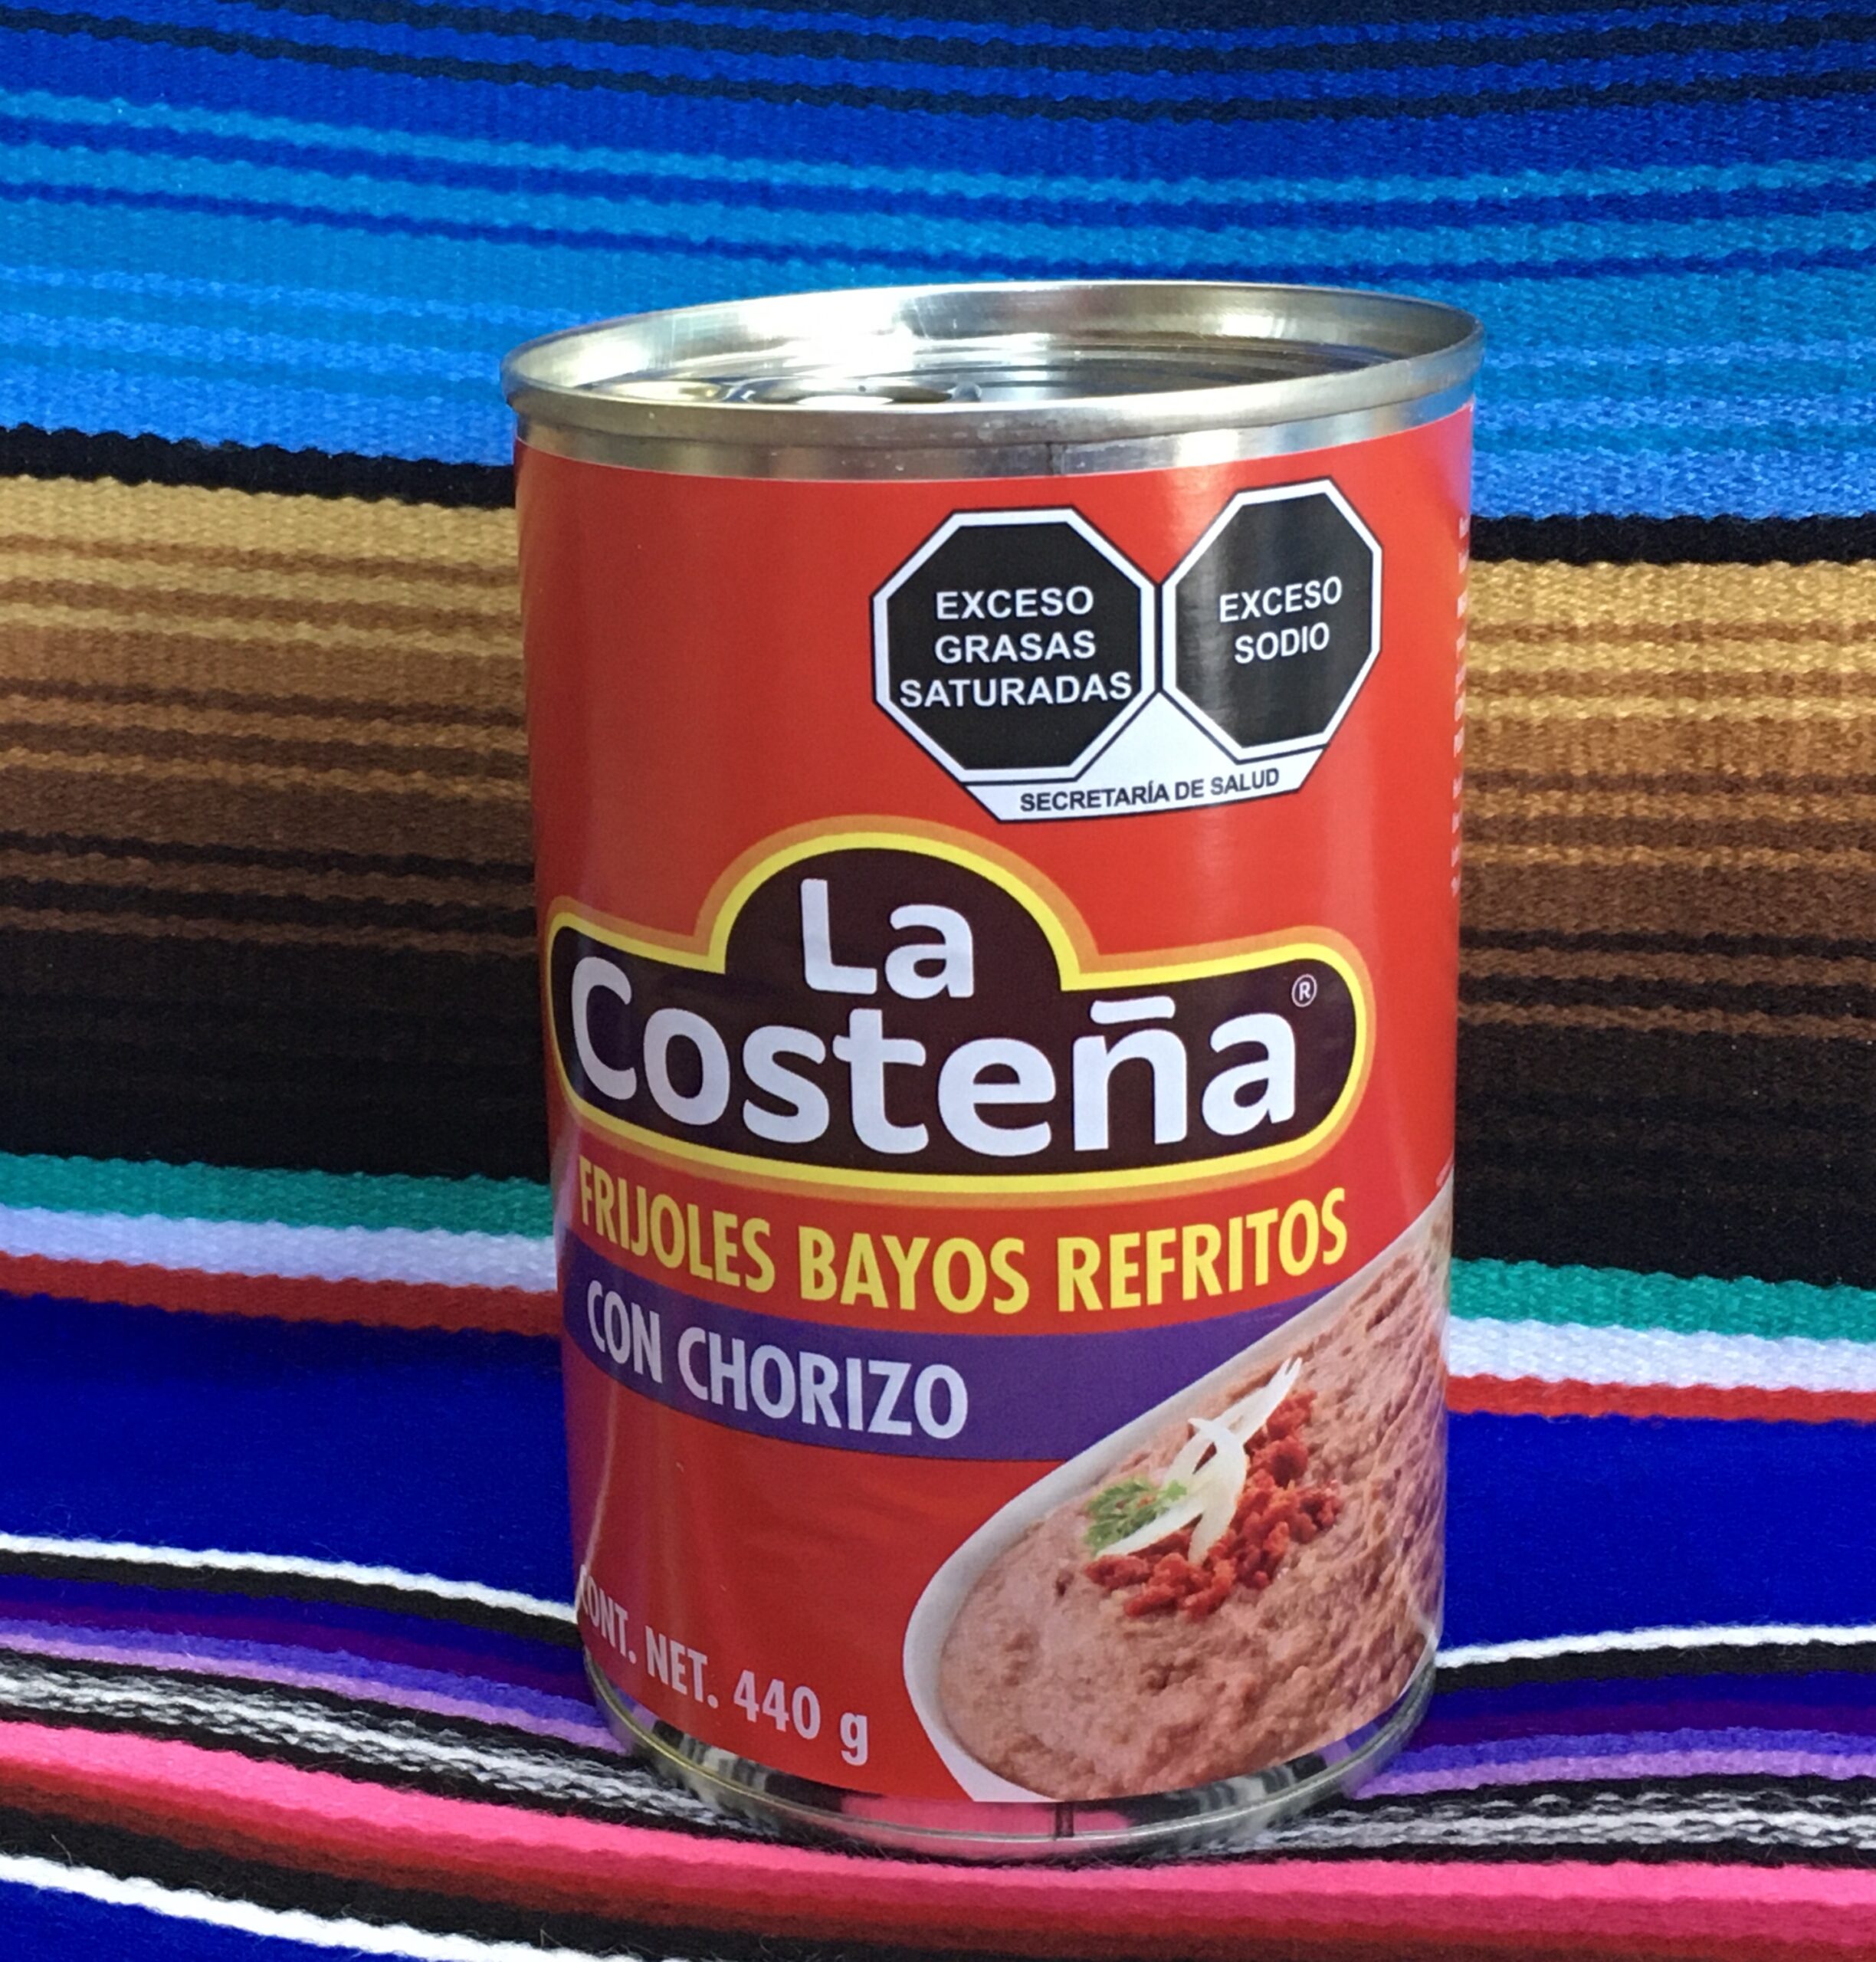 EXCESO
GRASAS
SATURADAS
EXCESO
SODIO
SECRETARÍA DE SALUD
La
Costeña®
FRIJOLES BAYOS REFRITOS
CON CHORIZO
CONT. NET. 440 g